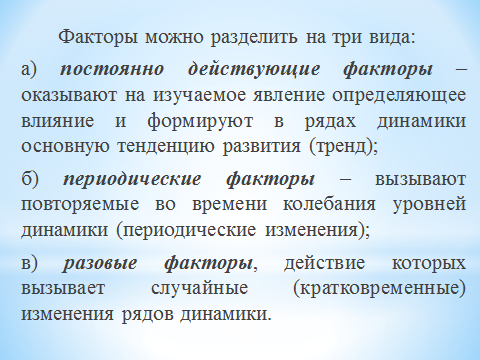 Факторы можно разделить на три вида:
а) постоянно действующие факторы –
оказывают на изучаемое явление определяющее
влияние и формируют в рядах динамики
основную тенденцию развития (тренд);
б) периодические факторы – вызывают
повторяемые во времени колебания уровней
динамики (периодические изменения);
в) разовые факторы, действие которых
вызывает случайные (кратковременные)
изменения рядов динамики.